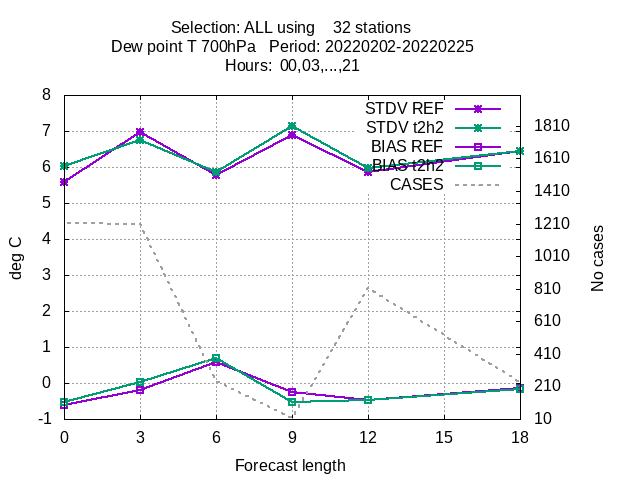 Selection: ALL using    32 stations
Dew point T 700hPa   Period: 20220202-20220225
Hours:  00,03,...,21
STDV REF
STDV t2h2
BIAS REF
BIAS t2h2
CASES
8
7
6
5
4
3
2
1
0
-1
1810
1610
1410
1210
1010
810
610
410
210
10
deg C
No cases
0 3 6 9 12 15 18
Forecast length